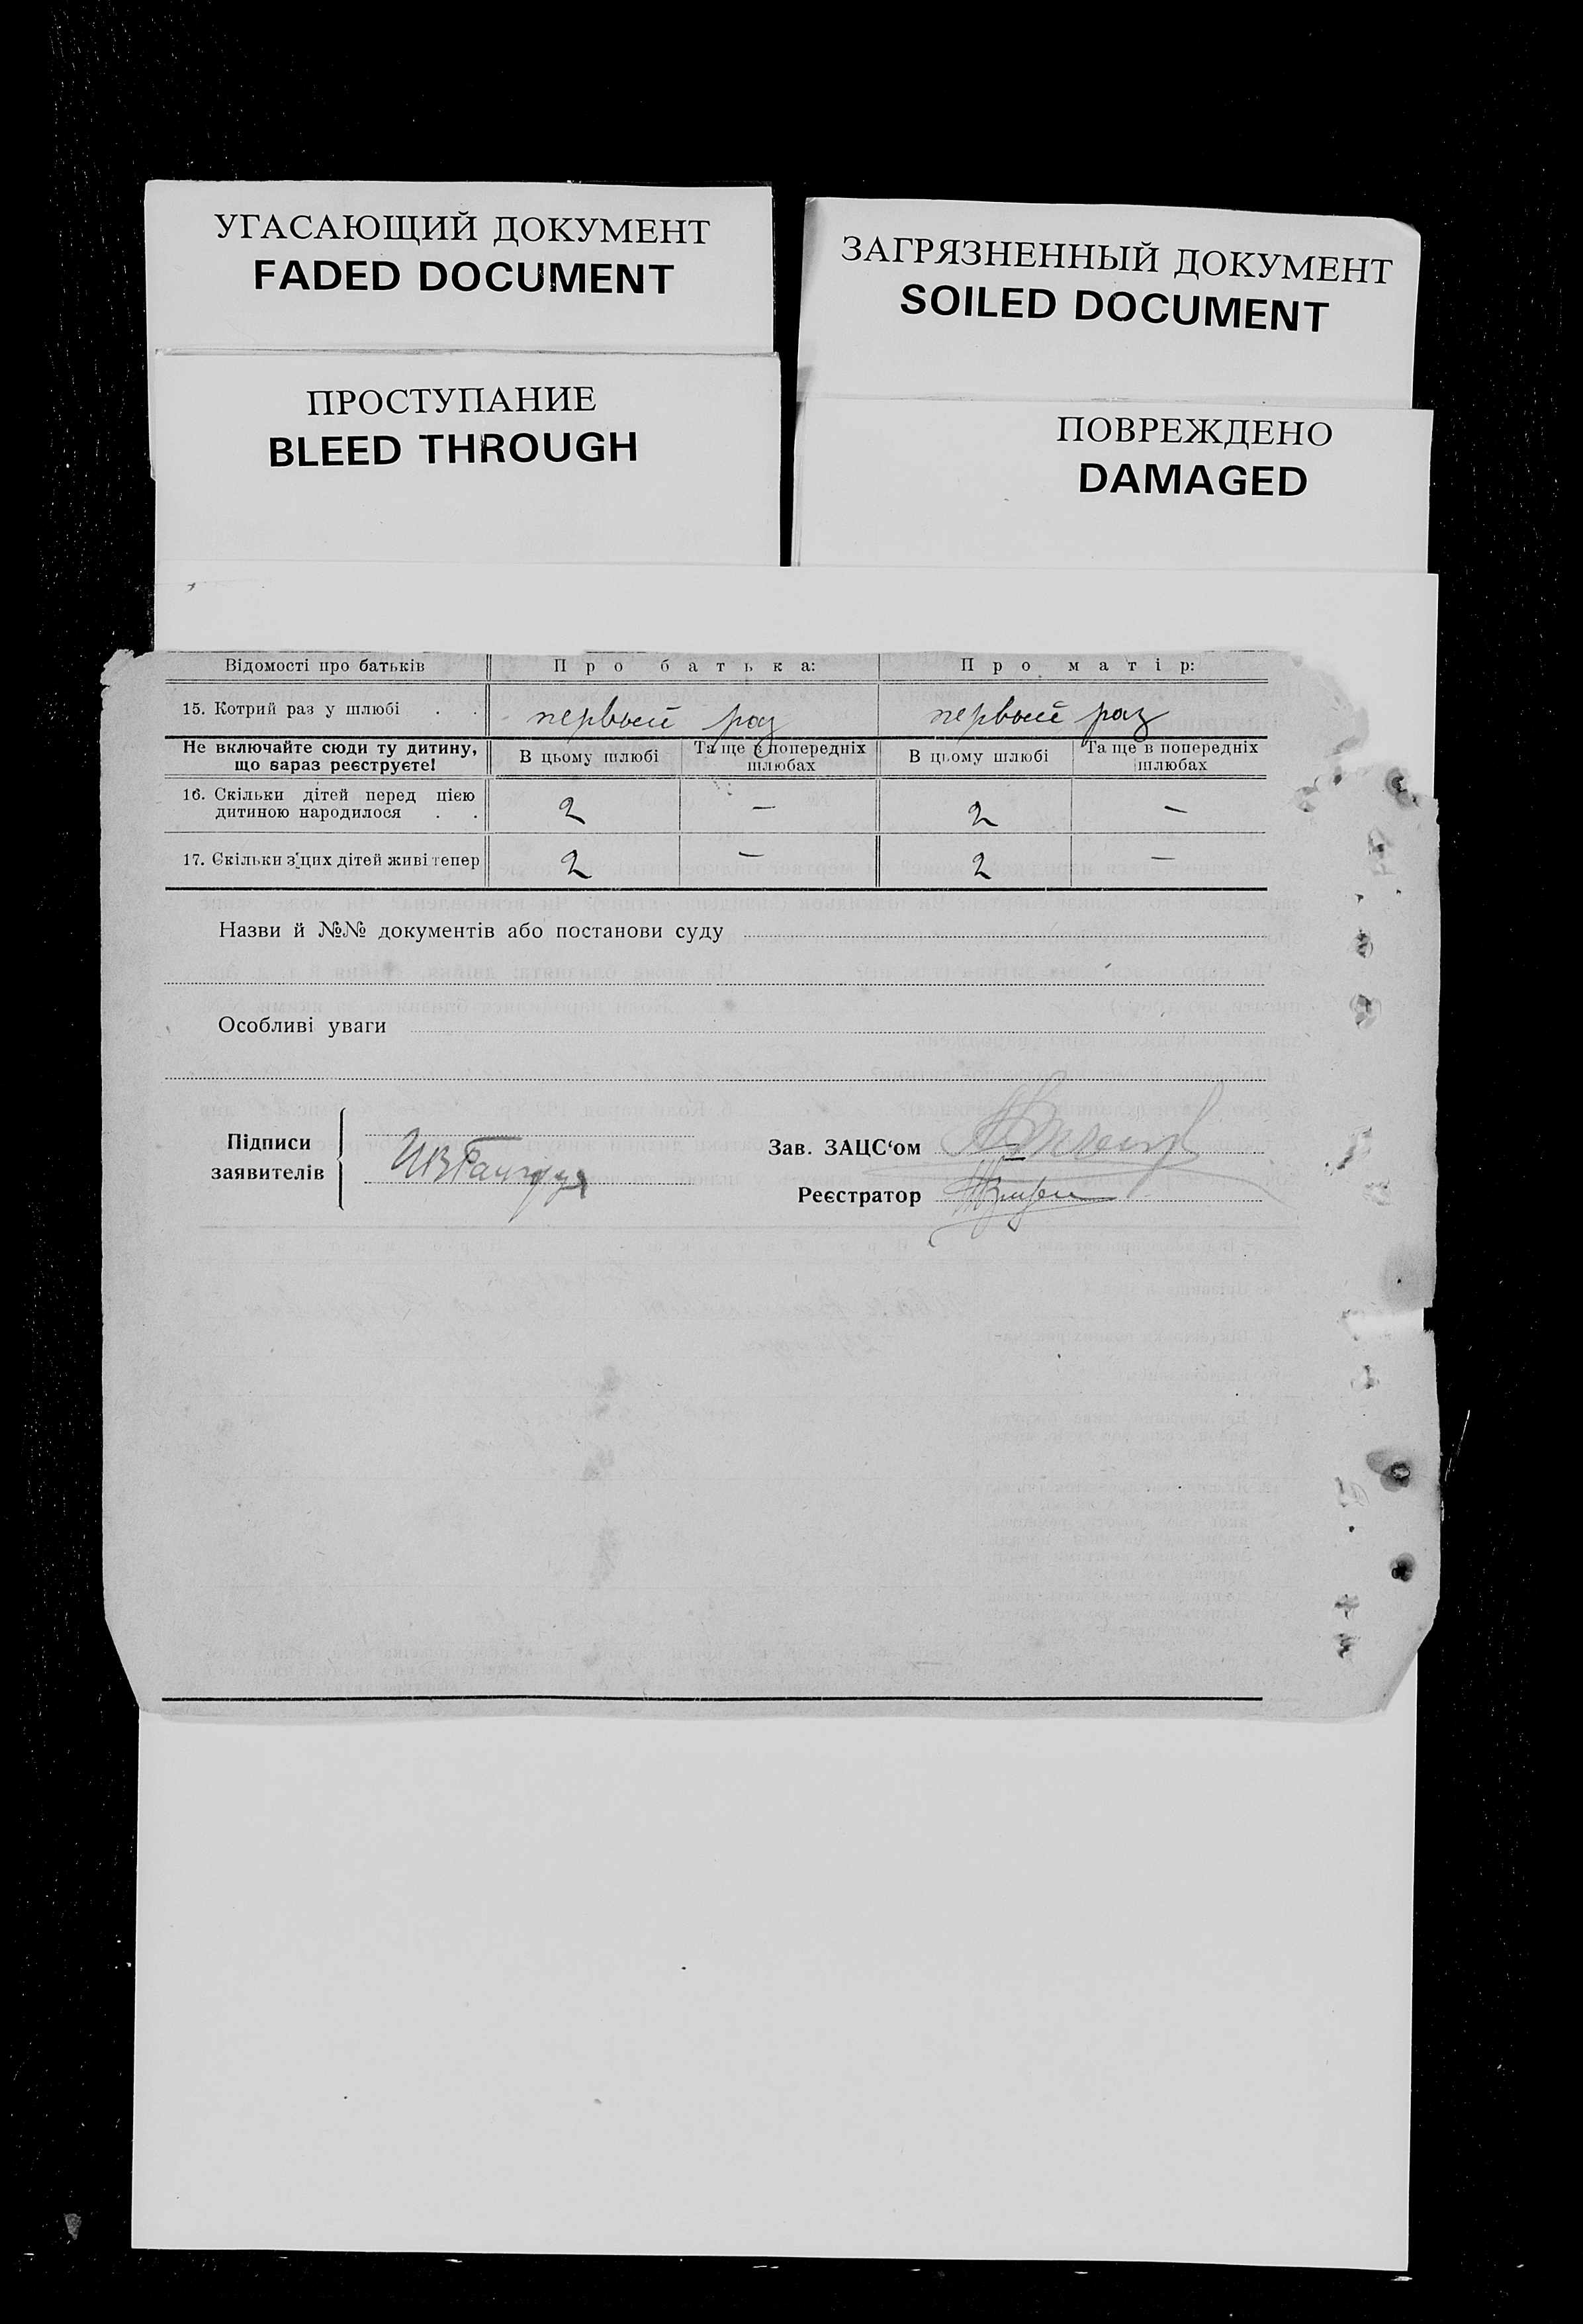 УГАСАЮЩИЙ ДОКУМЕНТ
FADED DOCUMENT
ЗАГРЯЗНЕННЫЙ ДОКУМЕНТ
SOILED DOCUMENT
ПРОСТУПАНИЕ
BLEED THROUGH
ПОВРЕЖДЕНО
DAMAGED
Відомості про батьків Про батька: Про матір:
15. Котрий раз у шлюбі . . первый раз первый раз
Не включайте сюди ту дитину, що зараз реєструєте! В цьому шлюбі Та ще в попередніх шлюбах В цьому шлюбі Та ще в попередніх шлюбах
16. Скільки дітей перед цією дитиною народилося . . 2 — 2 —
17. Скільки з цих дітей живі тепер 2 — 2 —
Назви й №№ документів або постанови суду
Особливі уваги
Підписи заявителів
Зав. ЗАЦС‘ом
Реєстратор